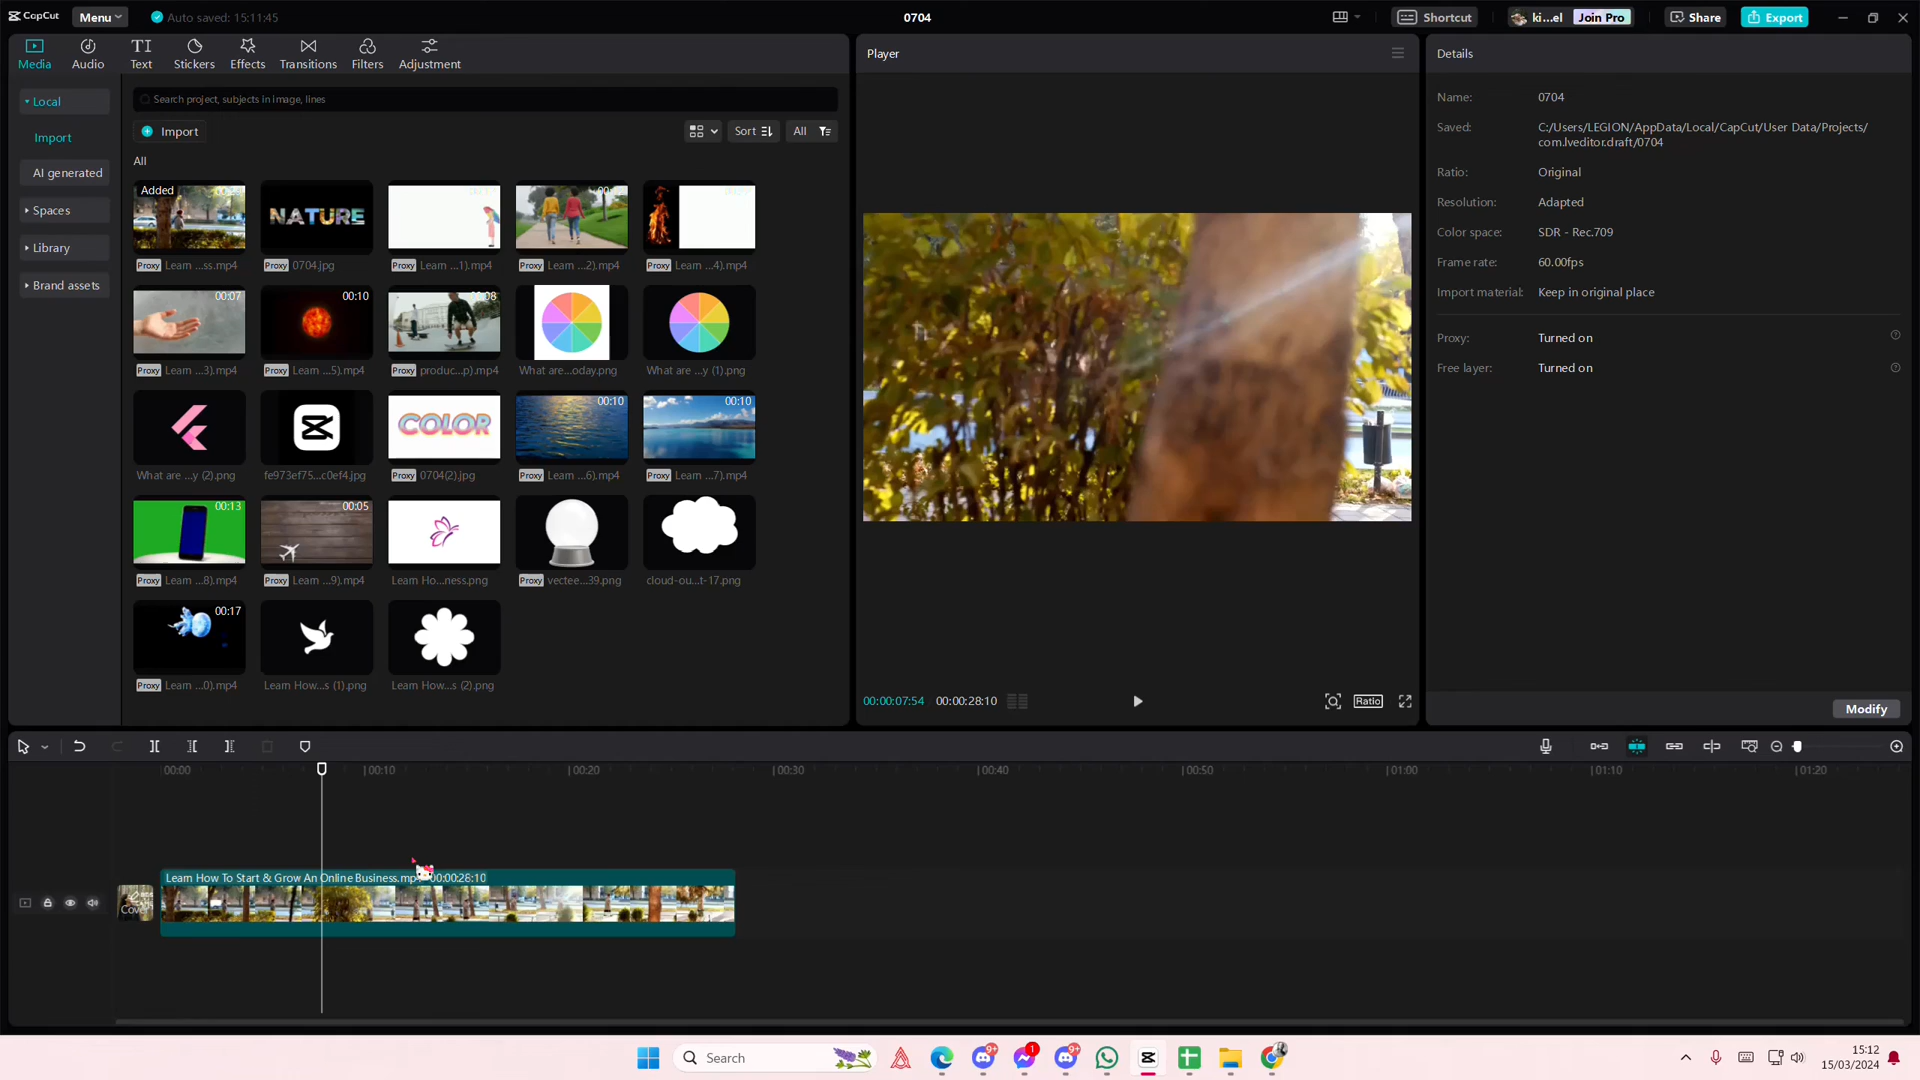 CapCut
Menu
Auto saved: 15:11:45
0704
Shortcut
ki...el
Join Pro
Share
Export
Media
Audio
Text
Stickers
Effects
Transitions
Filters
Adjustment
Local
Import
AI generated
Spaces
Library
Brand assets
Search project, subjects in image, lines
Import
Sort
All
All
Added
NATURE
Proxy Learn ...ss.mp4
Proxy 0704.jpg
Proxy Learn ...1).mp4
Proxy Learn ...2).mp4
Proxy Learn ...4).mp4
00:07
00:10
00:08
Proxy Learn ...3).mp4
Proxy Learn ...5).mp4
Proxy produc...p).mp4
What are...oday.png
What are ...y (1).png
COLOR
00:10
00:10
What are ...y (2).png
fe973ef75...c0ef4.jpg
Proxy 0704(2).jpg
Proxy Learn ...6).mp4
Proxy Learn ...7).mp4
00:13
00:05
Proxy Learn ...8).mp4
Proxy Learn ...9).mp4
Learn Ho...ness.png
Proxy vectee...39.png
cloud-ou...t-17.png
00:17
Proxy Learn ...0).mp4
Learn How...s (1).png
Learn How...s (2).png
Player
00:00:07:54
00:00:28:10
Ratio
Details
Name: 0704
Saved: C:/Users/LEGION/AppData/Local/CapCut/User Data/Projects/
com.lveditor.draft/0704
Ratio: Original
Resolution: Adapted
Color space: SDR - Rec.709
Frame rate: 60.00fps
Import material: Keep in original place
Proxy: Turned on
Free layer: Turned on
Modify
00:00
00:10
00:20
00:30
00:40
00:50
01:00
01:10
01:20
Cover
Learn How To Start & Grow An Online Business.mp 00:00:28:10
Search
9+
1
9+
15:12
15/03/2024